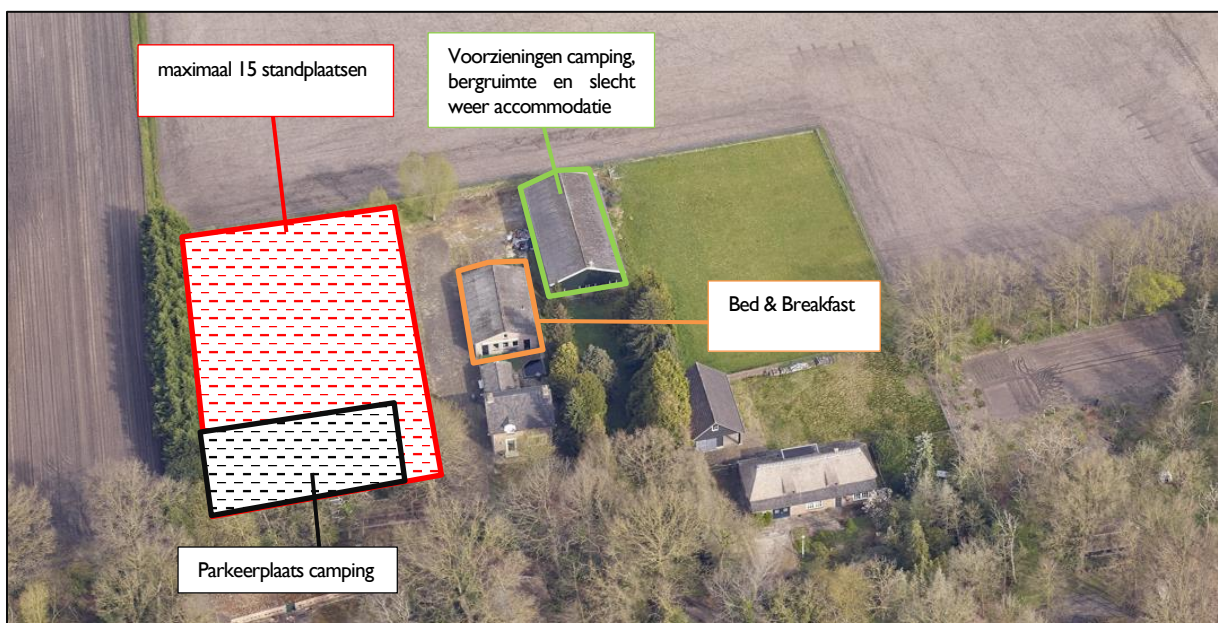 maximaal 15 standplaatsen
Voorzieningen camping,
bergruimte en slecht
weer accommodatie
Bed & Breakfast
Parkeerplaats camping